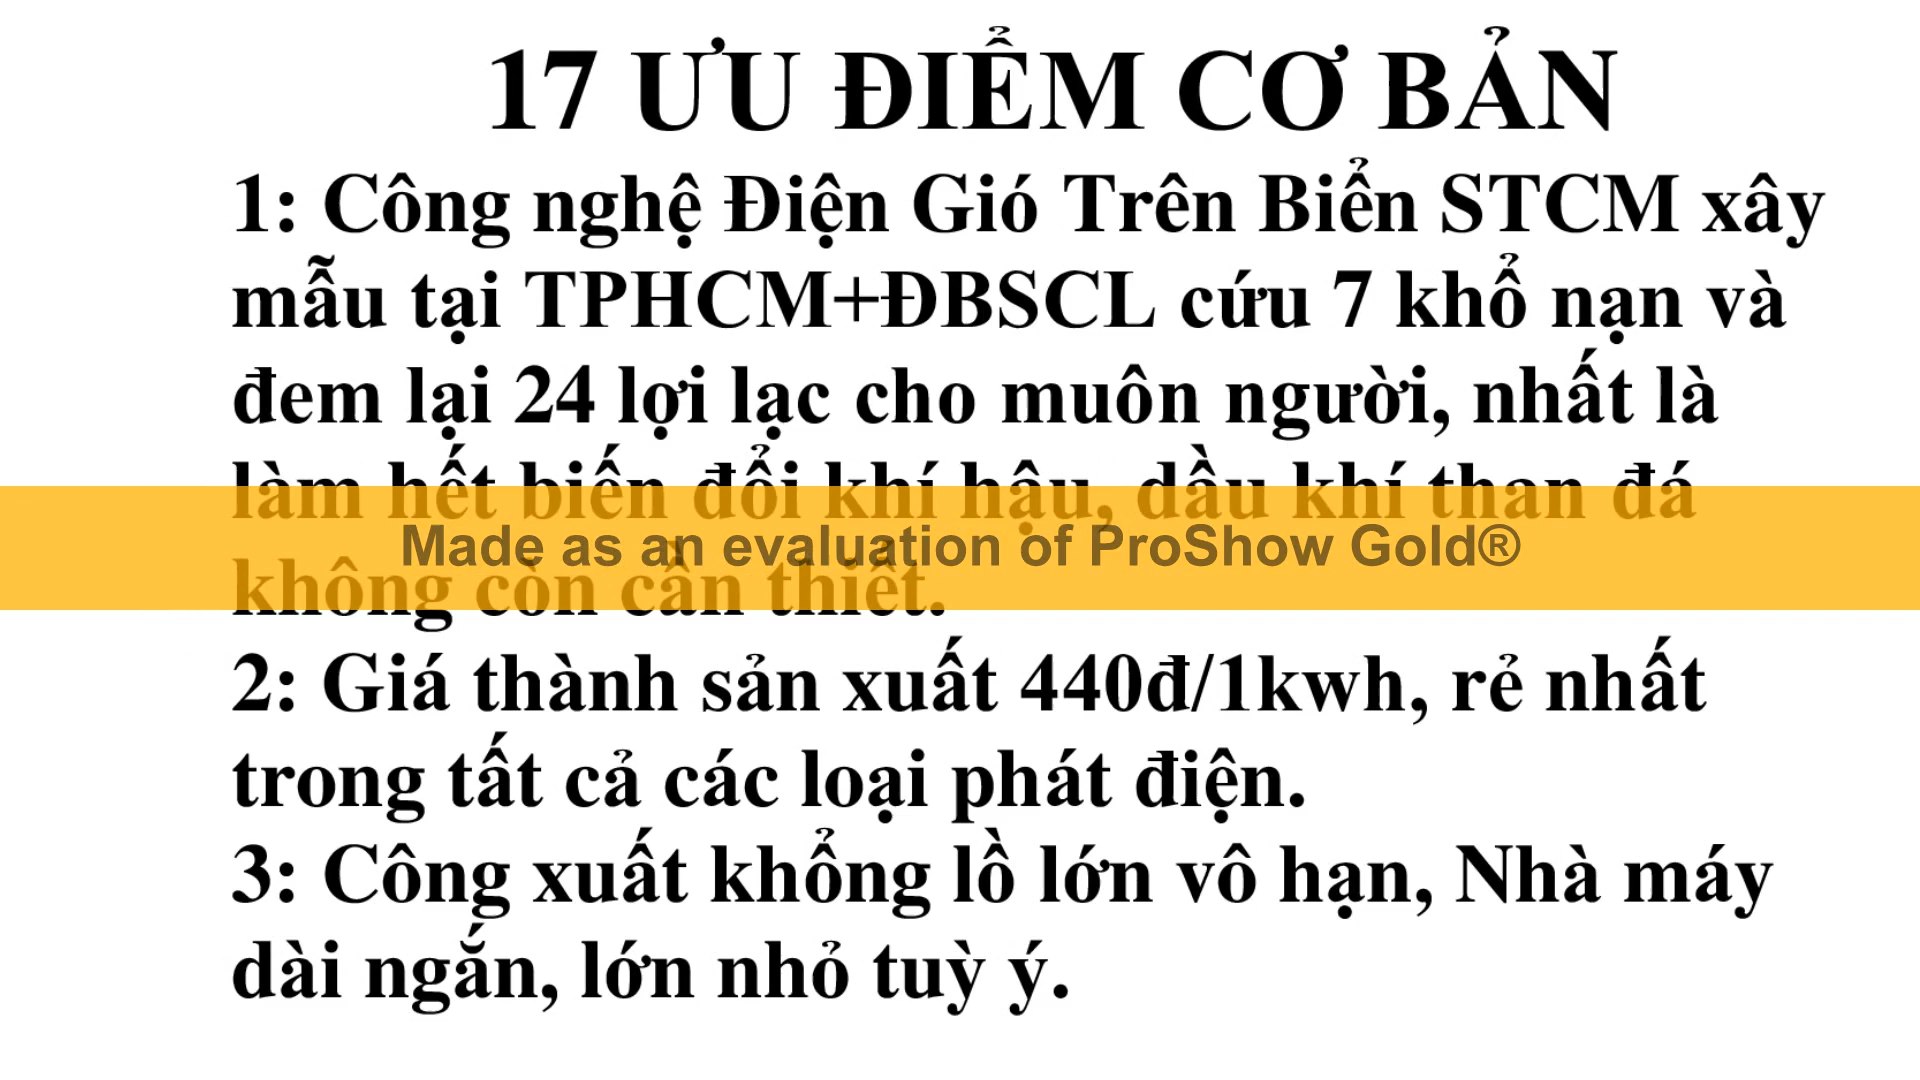 17 ƯU ĐIỂM CƠ BẢN
1: Công nghệ Điện Gió Trên Biển STCM xây
mẫu tại TPHCM+ĐBSCL cứu 7 khổ nạn và
đem lại 24 lợi lạc cho muôn người, nhất là
làm hết biến đổi khí hậu, dầu khí than đá
Made as an evaluation of ProShow Gold®
không còn cần thiết.
2: Giá thành sản xuất 440đ/1kwh, rẻ nhất
trong tất cả các loại phát điện.
3: Công xuất khổng lồ lớn vô hạn, Nhà máy
dài ngắn, lớn nhỏ tuỳ ý.